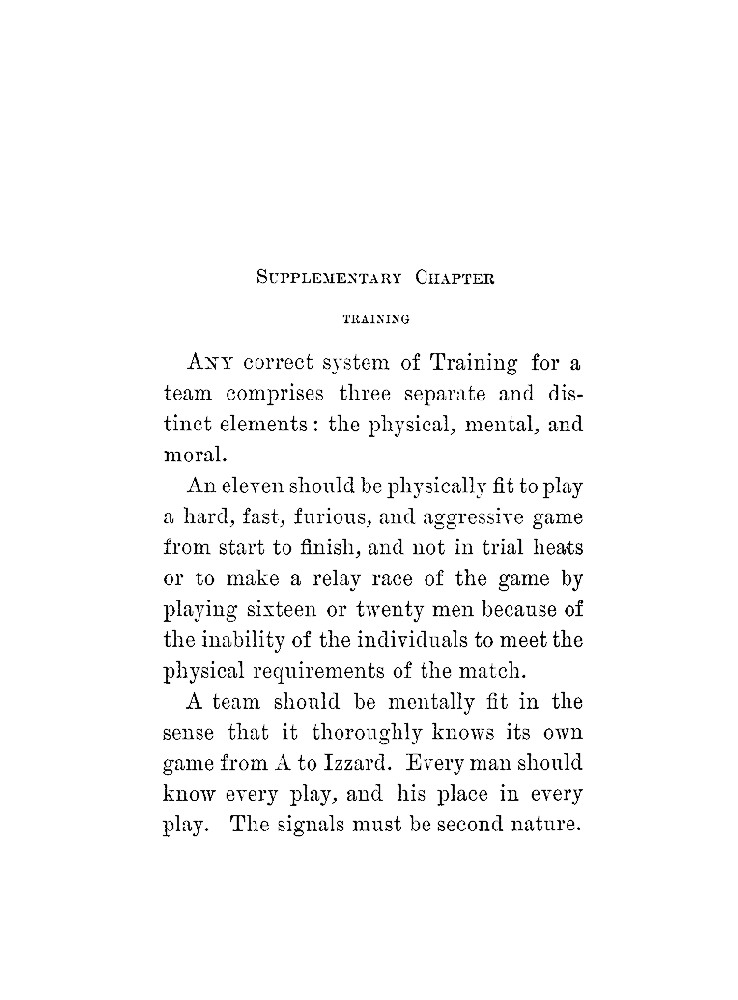 SUPPLEMENTARY CHAPTER
TRAINING
ANY correct system of Training for a
team comprises three separate and dis-
tinct elements: the physical, mental, and
moral.
An eleven should be physically fit to play
a hard, fast, furious, and aggressive game
from start to finish, and not in trial heats
or to make a relay race of the game by
playing sixteen or twenty men because of
the inability of the individuals to meet the
physical requirements of the match.
A team should be mentally fit in the
sense that it thoroughly knows its own
game from A to Izzard. Every man should
know every play, and his place in every
play. The signals must be second nature.